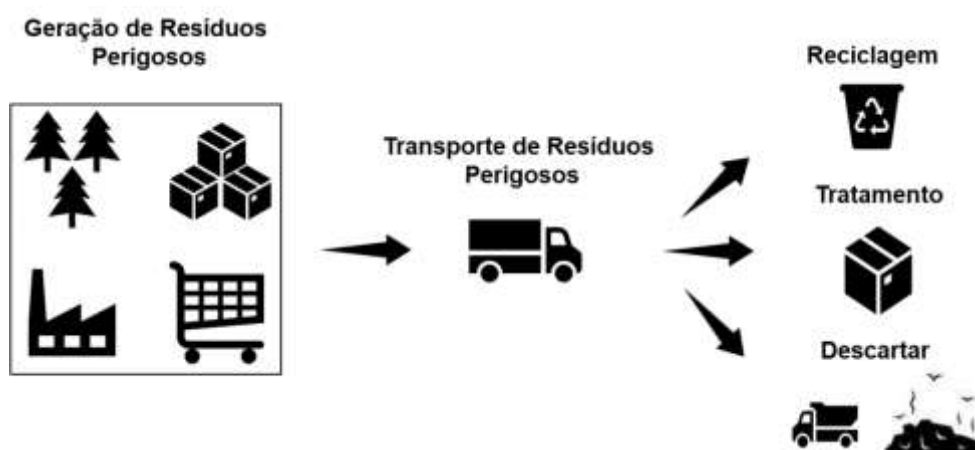 Geração de Resíduos
Perigosos
Transporte de Resíduos
Perigosos
Reciclagem
Tratamento
Descartar